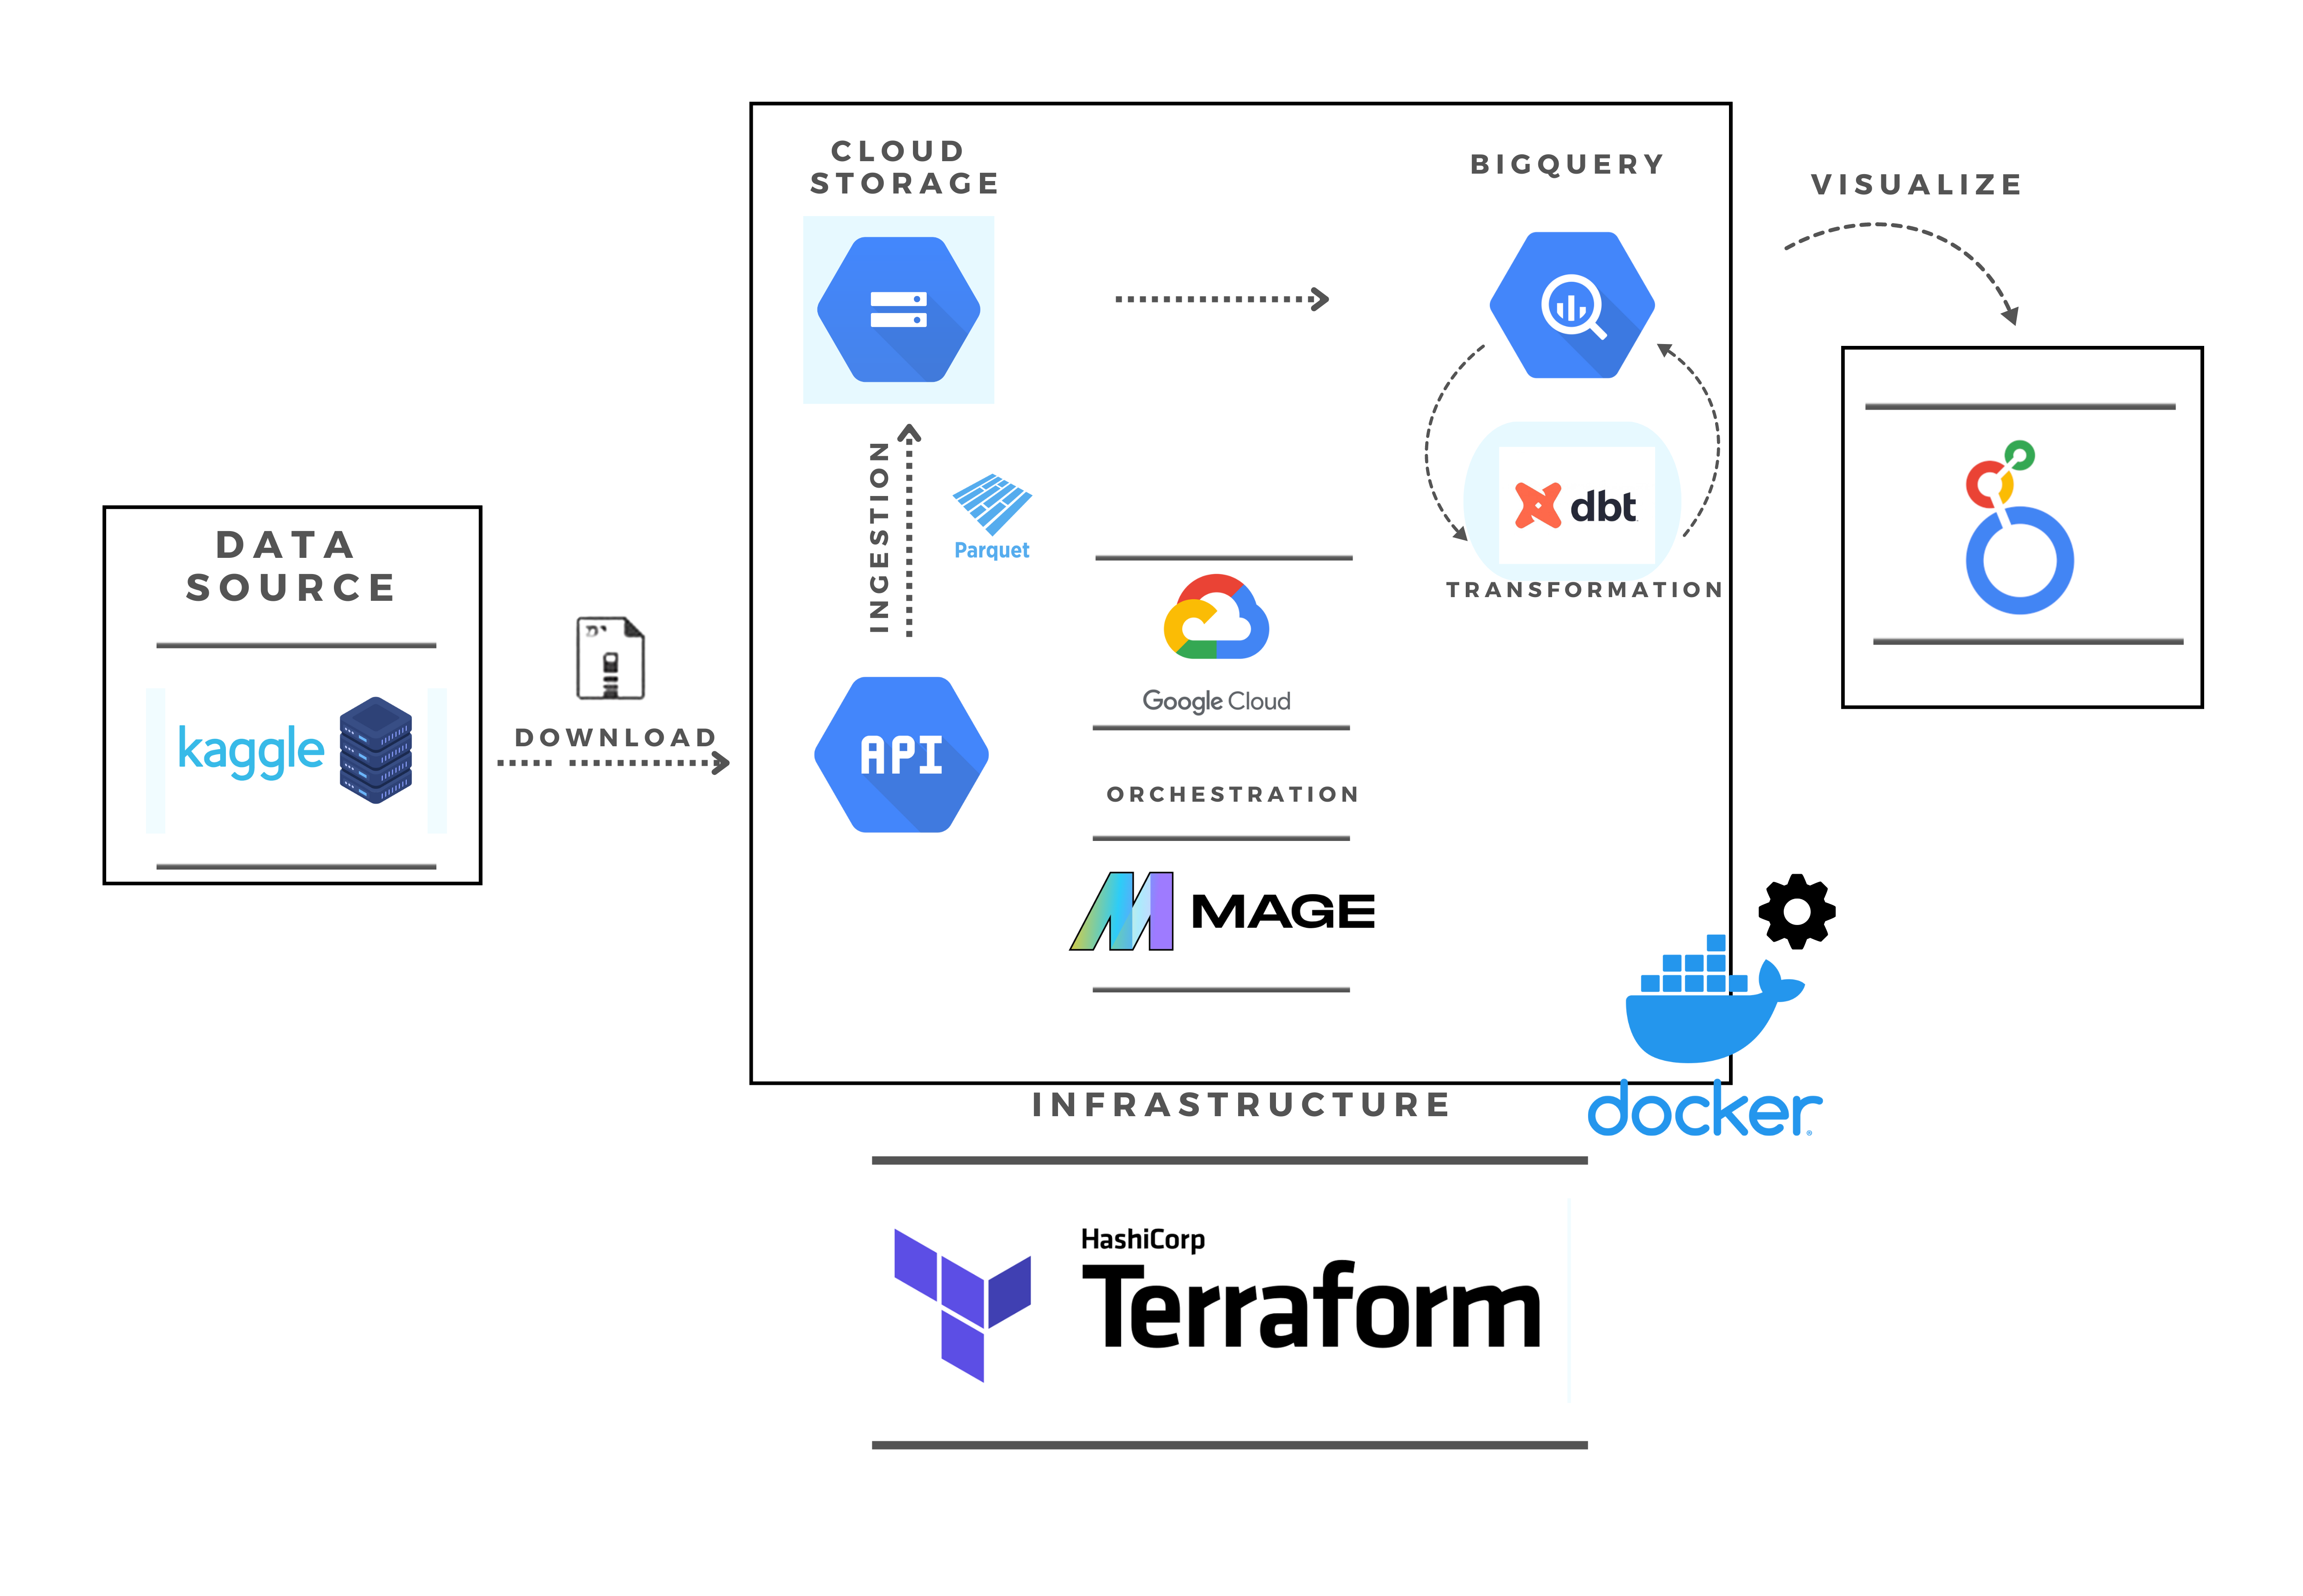 CLOUD
STORAGE
BIGQUERY
VISUALIZE
INGESTION
Parquet
dbt
TRANSFORMATION
DATA
SOURCE
kaggle
DOWNLOAD
API
Google Cloud
ORCHESTRATION
MAGE
INFRASTRUCTURE
docker
HashiCorp
Terraform